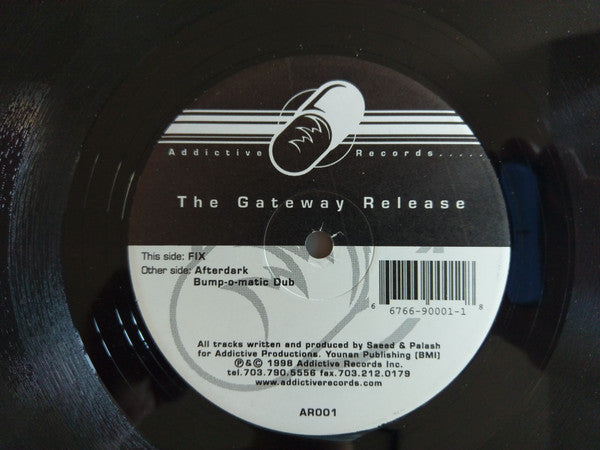 Addictive Records.....
The Gateway Release
This side: FIX
Other side: Afterdark
Bump-o-matic Dub
6 6766-90001-1 8
All tracks written and produced by Saeed & Palash
for Addictive Productions. Younan Publishing (BMI)
℗&© 1998 Addictive Records Inc.
tel.703.790.5556 fax.703.212.0179
www.addictiverecords.com
AR001